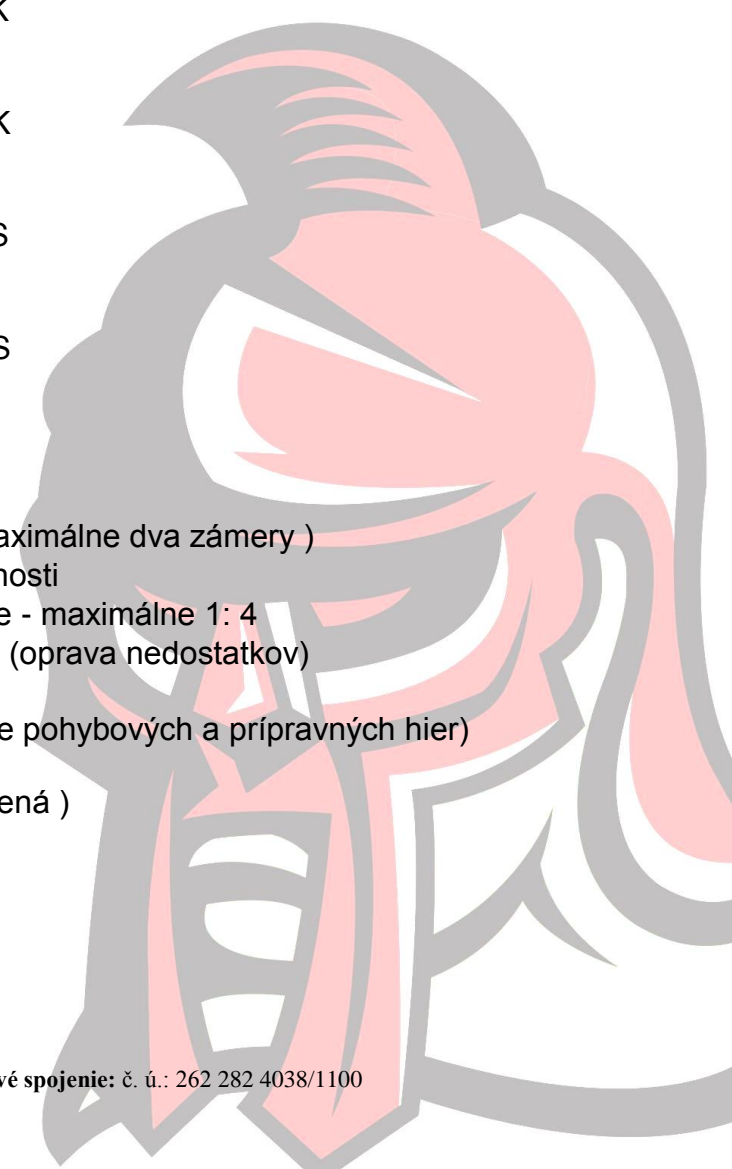 K
K
S
S
aximálne dva zámery )
nosti
e - maximálne 1: 4
(oprava nedostatkov)
e pohybových a prípravných hier)
ená )
vé spojenie: č. ú.: 262 282 4038/1100